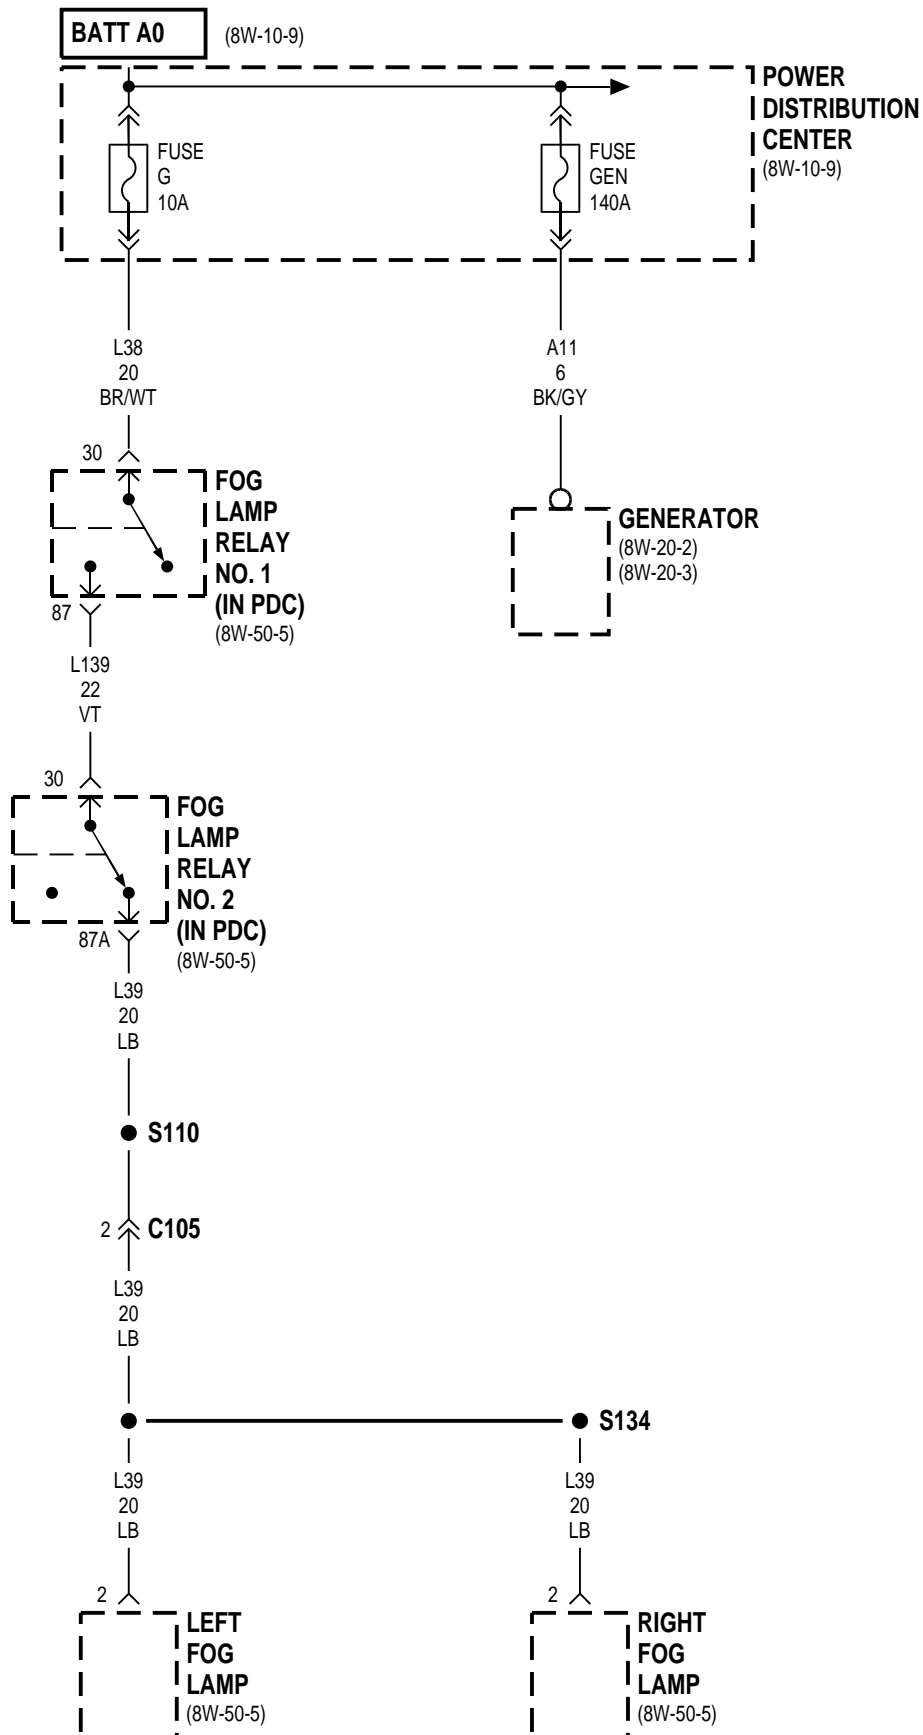 BATT A0
(8W-10-9)
POWER
DISTRIBUTION
CENTER
(8W-10-9)
FUSE
G
10A
FUSE
GEN
140A
L38
20
BR/WT
A11
6
BK/GY
30
FOG
LAMP
RELAY
NO. 1
(IN PDC)
(8W-50-5)
87
GENERATOR
(8W-20-2)
(8W-20-3)
L139
22
VT
30
FOG
LAMP
RELAY
NO. 2
(IN PDC)
(8W-50-5)
87A
L39
20
LB
S110
2
C105
L39
20
LB
S134
L39
20
LB
L39
20
LB
2
LEFT
FOG
LAMP
(8W-50-5)
2
RIGHT
FOG
LAMP
(8W-50-5)